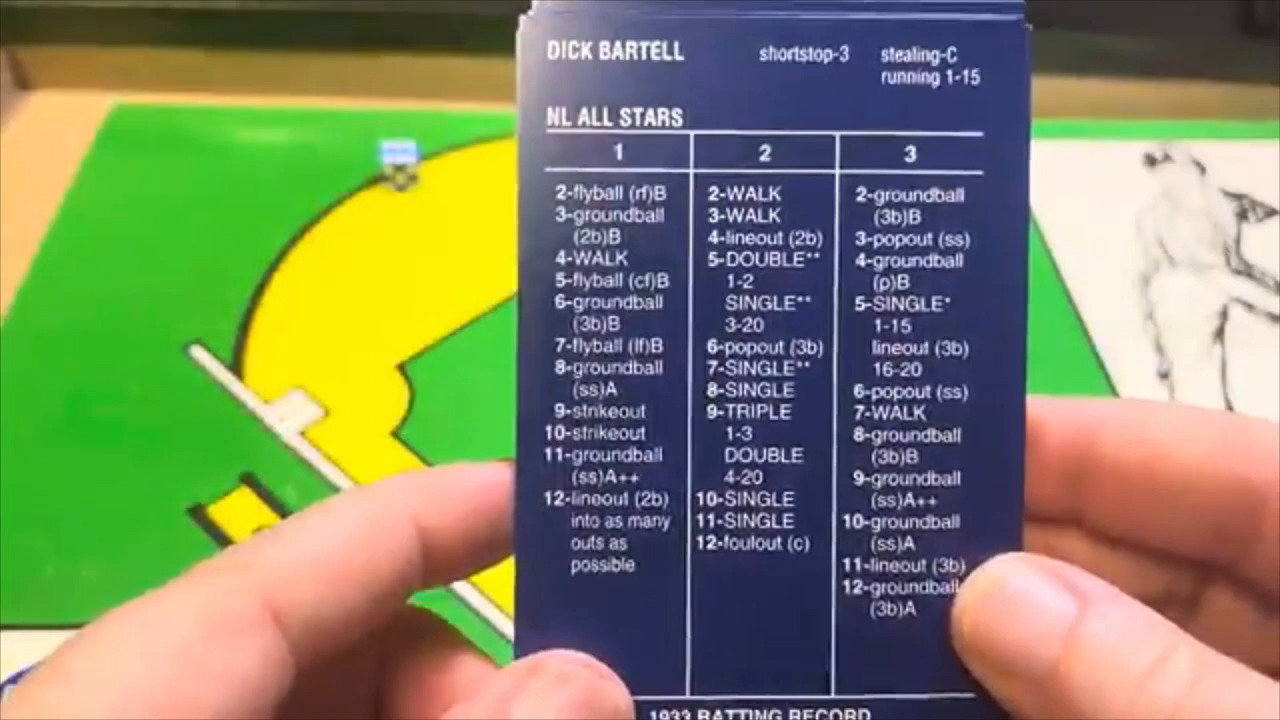 DICK BARTELL shortstop-3 stealing-C
running 1-15
NL ALL STARS
1 2 3
2-flyball (rf)B
3-groundball
(2b)B
4-WALK
5-flyball (cf)B
6-groundball
(3b)B
7-flyball (lf)B
8-groundball
(ss)A
9-strikeout
10-strikeout
11-groundball
(ss)A++
12-lineout (2b)
into as many
outs as
possible
2-WALK
3-WALK
4-lineout (2b)
5-DOUBLE**
1-2
SINGLE**
3-20
6-popout (3b)
7-SINGLE**
8-SINGLE
9-TRIPLE
1-3
DOUBLE
4-20
10-SINGLE
11-SINGLE
12-foulout (c)
2-groundball
(3b)B
3-popout (ss)
4-groundball
(p)B
5-SINGLE*
1-15
lineout (3b)
16-20
6-popout (ss)
7-WALK
8-groundball
(3b)B
9-groundball
(ss)A++
10-groundball
(ss)A
11-lineout (3b)
12-groundball
(3b)A
1933 BATTING RECORD